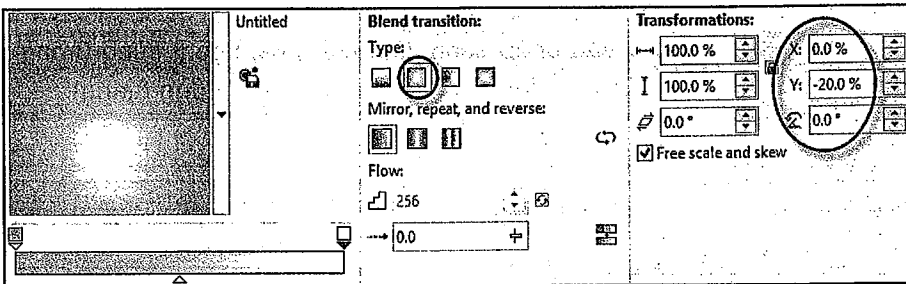 Untitled
Blend transition:
Type:
Mirror, repeat, and reverse:
Flow:
256
0.0
Transformations:
100.0 %
X: 0.0 %
100.0 %
Y: -20.0 %
0.0 °
0.0 °
Free scale and skew